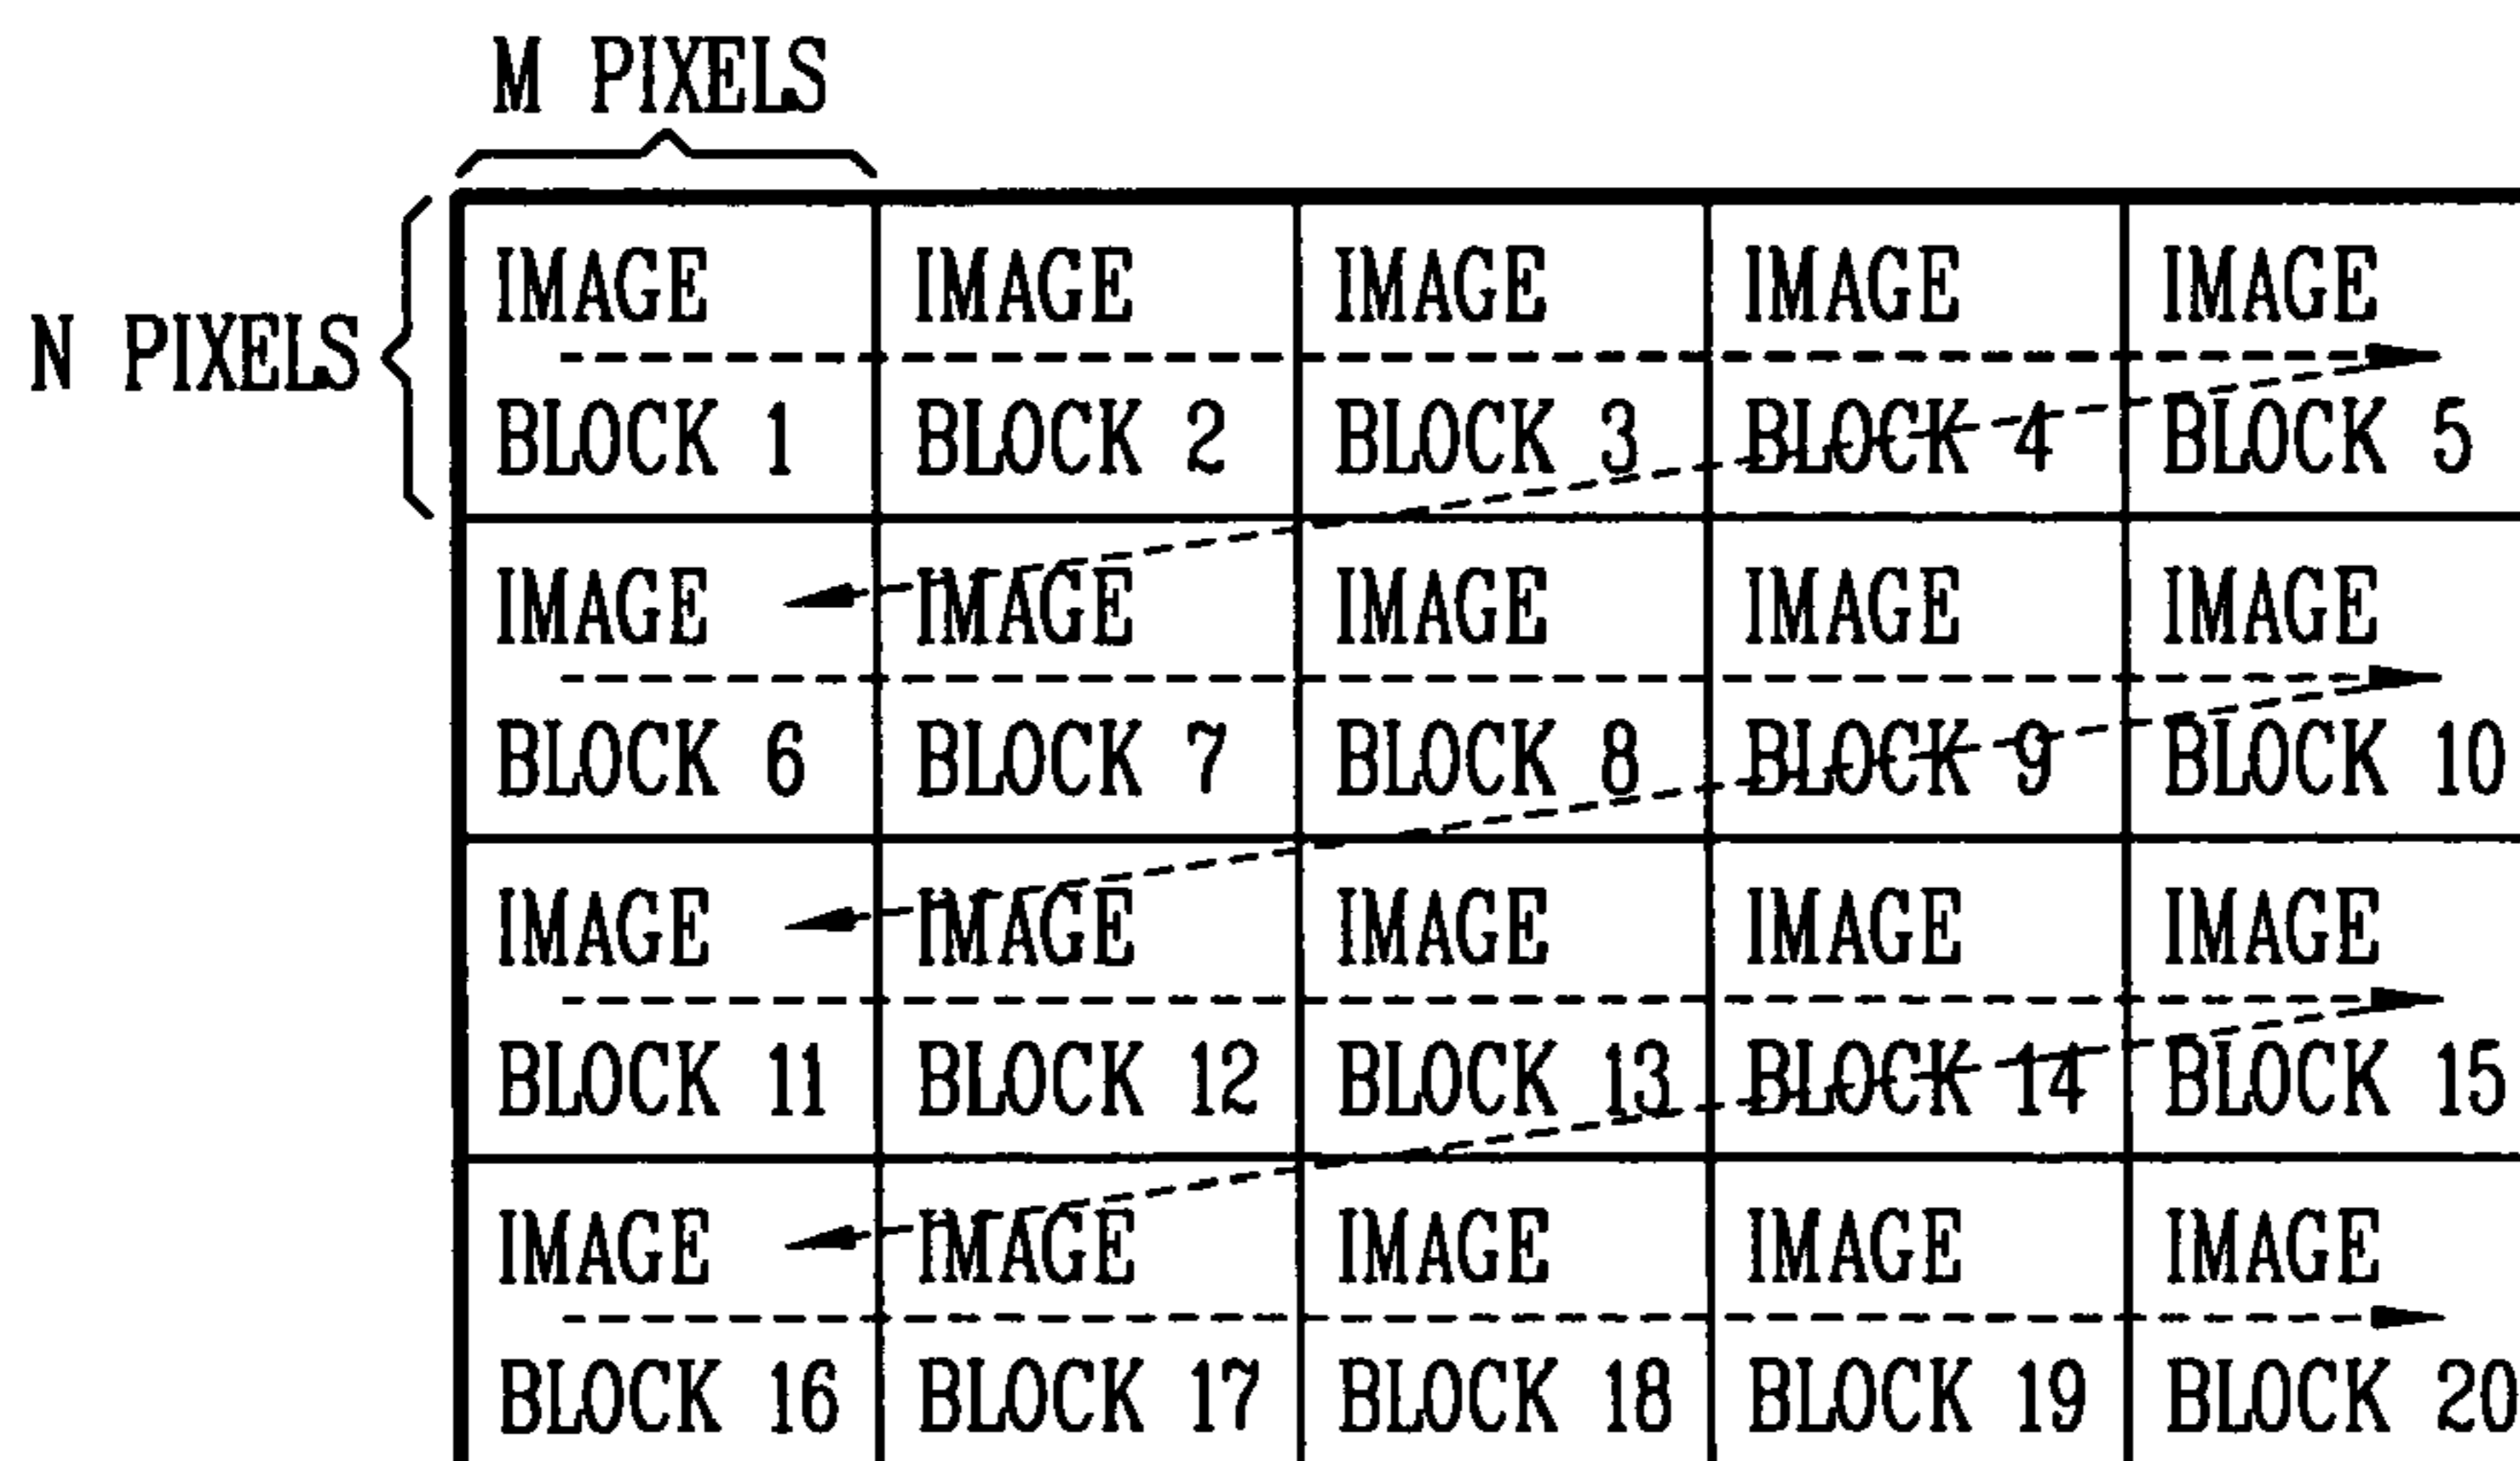 M PIXELS
N PIXELS
IMAGE IMAGE IMAGE IMAGE IMAGE
BLOCK 1 BLOCK 2 BLOCK 3 BLOCK 4 BLOCK 5
IMAGE IMAGE IMAGE IMAGE IMAGE
BLOCK 6 BLOCK 7 BLOCK 8 BLOCK 9 BLOCK 10
IMAGE IMAGE IMAGE IMAGE IMAGE
BLOCK 11 BLOCK 12 BLOCK 13 BLOCK 14 BLOCK 15
IMAGE IMAGE IMAGE IMAGE IMAGE
BLOCK 16 BLOCK 17 BLOCK 18 BLOCK 19 BLOCK 20